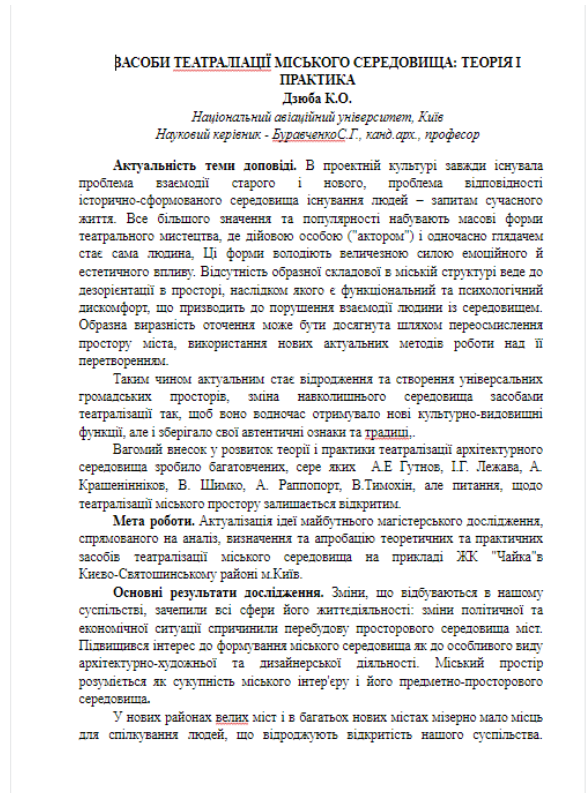 ЗАСОБИ ТЕАТРАЛІАЦІЇ МІСЬКОГО СЕРЕДОВИЩА: ТЕОРІЯ І
ПРАКТИКА
Дзюба К.О.
Національний авіаційний університет, Київ
Науковий керівник - БуравченкоС.Г., канд.арх., професор
Актуальність теми доповіді. В проектній культурі завжди існувала
проблема взаємодії старого і нового, проблема відповідності
історично-сформованого середовища існування людей – запитам сучасного
життя. Все більшого значення та популярності набувають масові форми
театрального мистецтва, де дійовою особою ("актором") і одночасно глядачем
стає сама людина, Ці форми володіють величезною силою емоційного й
естетичного впливу. Відсутність образної складової в міській структурі веде до
дезорієнтації в просторі, наслідком якого є функціональний та психологічний
дискомфорт, що призводить до порушення взаємодії людини із середовищем.
Образна виразність оточення може бути досягнута шляхом переосмислення
простору міста, використання нових актуальних методів роботи над її
перетворенням.
Таким чином актуальним стає відродження та створення універсальних
громадських просторів, зміна навколишнього середовища засобами
театралізації так, щоб воно водночас отримувало нові культурно-видовищні
функції, але і зберігало свої автентичні ознаки та традиці,.
Вагомий внесок у розвиток теорії і практики театралізації архітектурного
середовища зробило багатовчених, сере яких А.Е Гутнов, І.Г. Лежава, А.
Крашенінніков, В. Шимко, А. Раппопорт, В.Тимохін, але питання, щодо
театралізації міського простору залишається відкритим.
Мета роботи. Актуалізація ідеї майбутнього магістерського дослідження,
спрямованого на аналіз, визначення та апробацію теоретичних та практичних
засобів театралізації міського середовища на прикладі ЖК "Чайка"в
Києво-Святошинському районі м.Київ.
Основні результати дослідження. Зміни, що відбуваються в нашому
суспільстві, зачепили всі сфери його життєдіяльності: зміни політичної та
економічної ситуації спричинили перебудову просторового середовища міст.
Підвищився інтерес до формування міського середовища як до особливого виду
архітектурно-художньої та дизайнерської діяльності. Міський простір
розуміється як сукупність міського інтер'єру і його предметно-просторового
середовища.
У нових районах велих міст і в багатьох нових містах мізерно мало місць
для спілкування людей, що відроджують відкритість нашого суспільства.